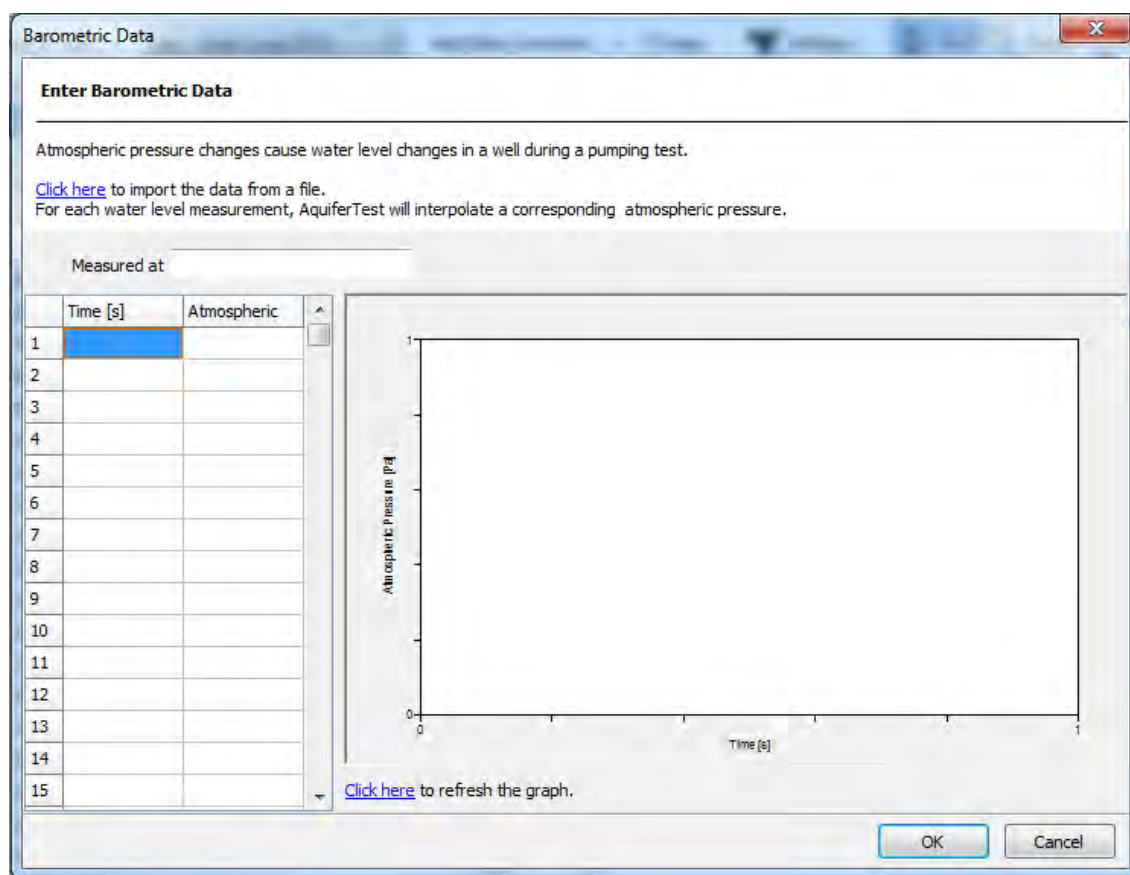 Barometric Data
Enter Barometric Data
Atmospheric pressure changes cause water level changes in a well during a pumping test.
Click here to import the data from a file.
For each water level measurement, AquiferTest will interpolate a corresponding atmospheric pressure.
Measured at
Time [s] Atmospheric
1
2
3
4
5
6
7
8
9
10
11
12
13
14
15
1
Atmospheric Pressure [Pa]
0
0
1
Time [s]
Click here to refresh the graph.
OK Cancel